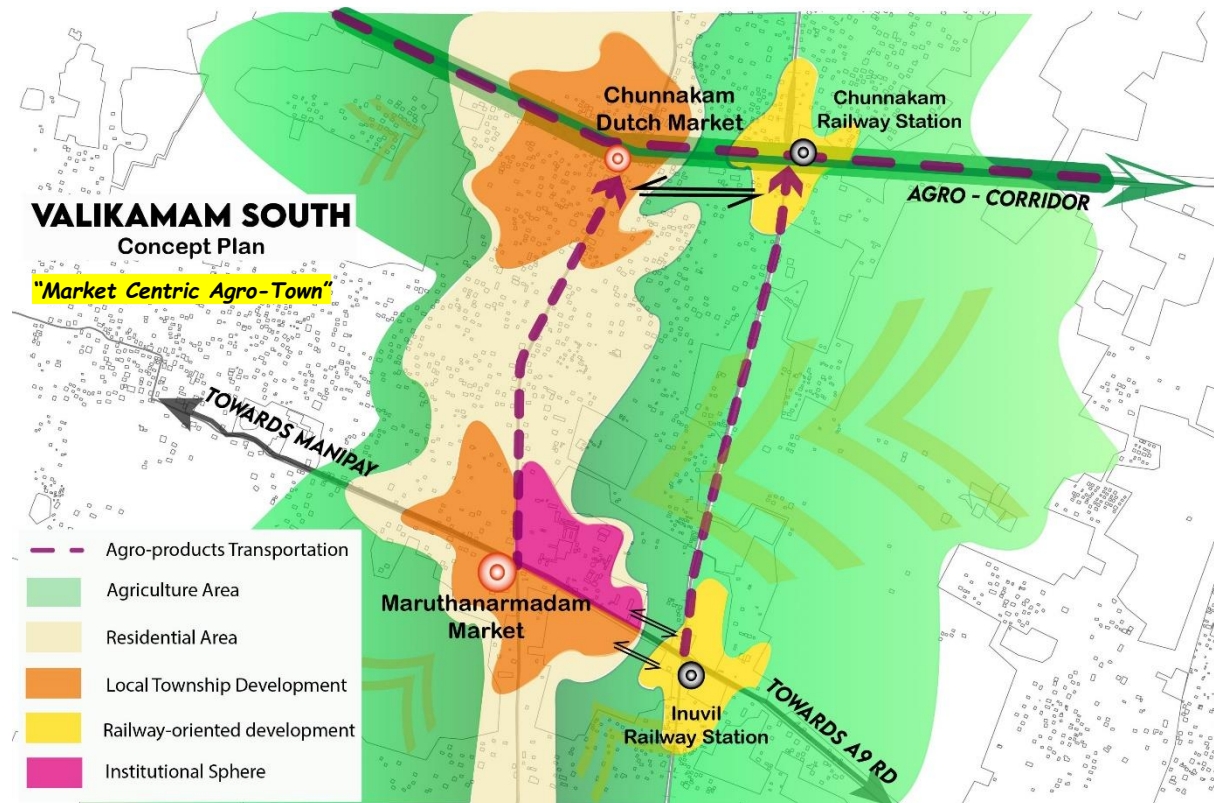 Chunnakam
Dutch Market
Chunnakam
Railway Station
AGRO - CORRIDOR
VALIKAMAM SOUTH
Concept Plan
“Market Centric Agro-Town”
TOWARDS MANIPAY
Maruthanarmadam
Market
Inuvil
Railway Station
TOWARDS A9 RD
Agro-products Transportation
Agriculture Area
Residential Area
Local Township Development
Railway-oriented development
Institutional Sphere